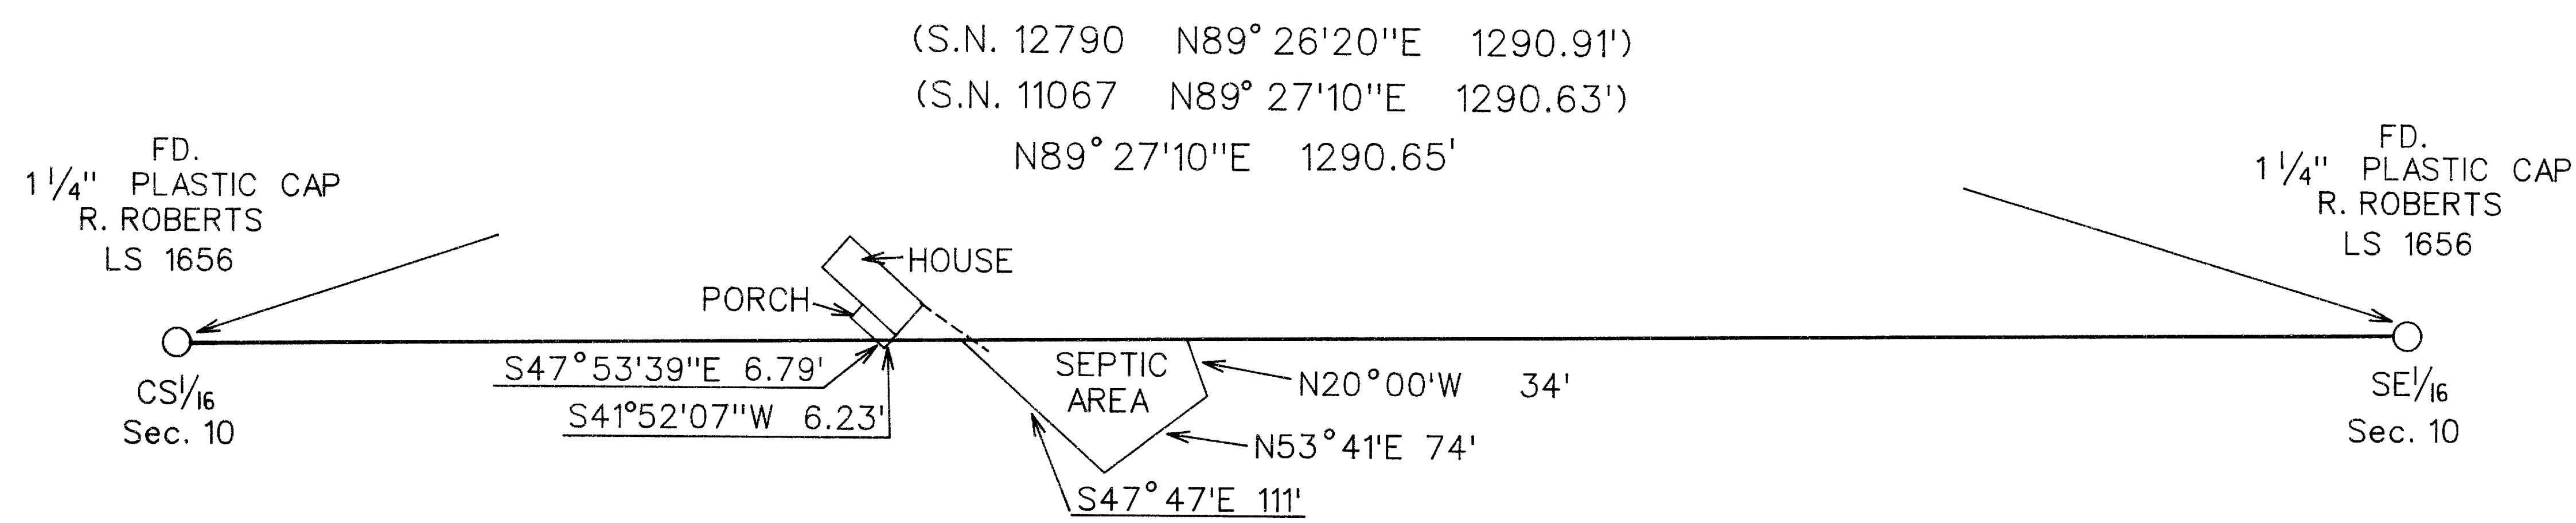 (S.N. 12790 N89°26'20"E 1290.91')
(S.N. 11067 N89°27'10"E 1290.63')
N89°27'10"E 1290.65'
FD.
1 1/4" PLASTIC CAP
R. ROBERTS
LS 1656
FD.
1 1/4" PLASTIC CAP
R. ROBERTS
LS 1656
HOUSE
PORCH
S47°53'39"E 6.79'
S41°52'07"W 6.23'
SEPTIC
AREA
N20°00'W 34'
N53°41'E 74'
S47°47'E 111'
CS1/16
Sec. 10
SE1/16
Sec. 10